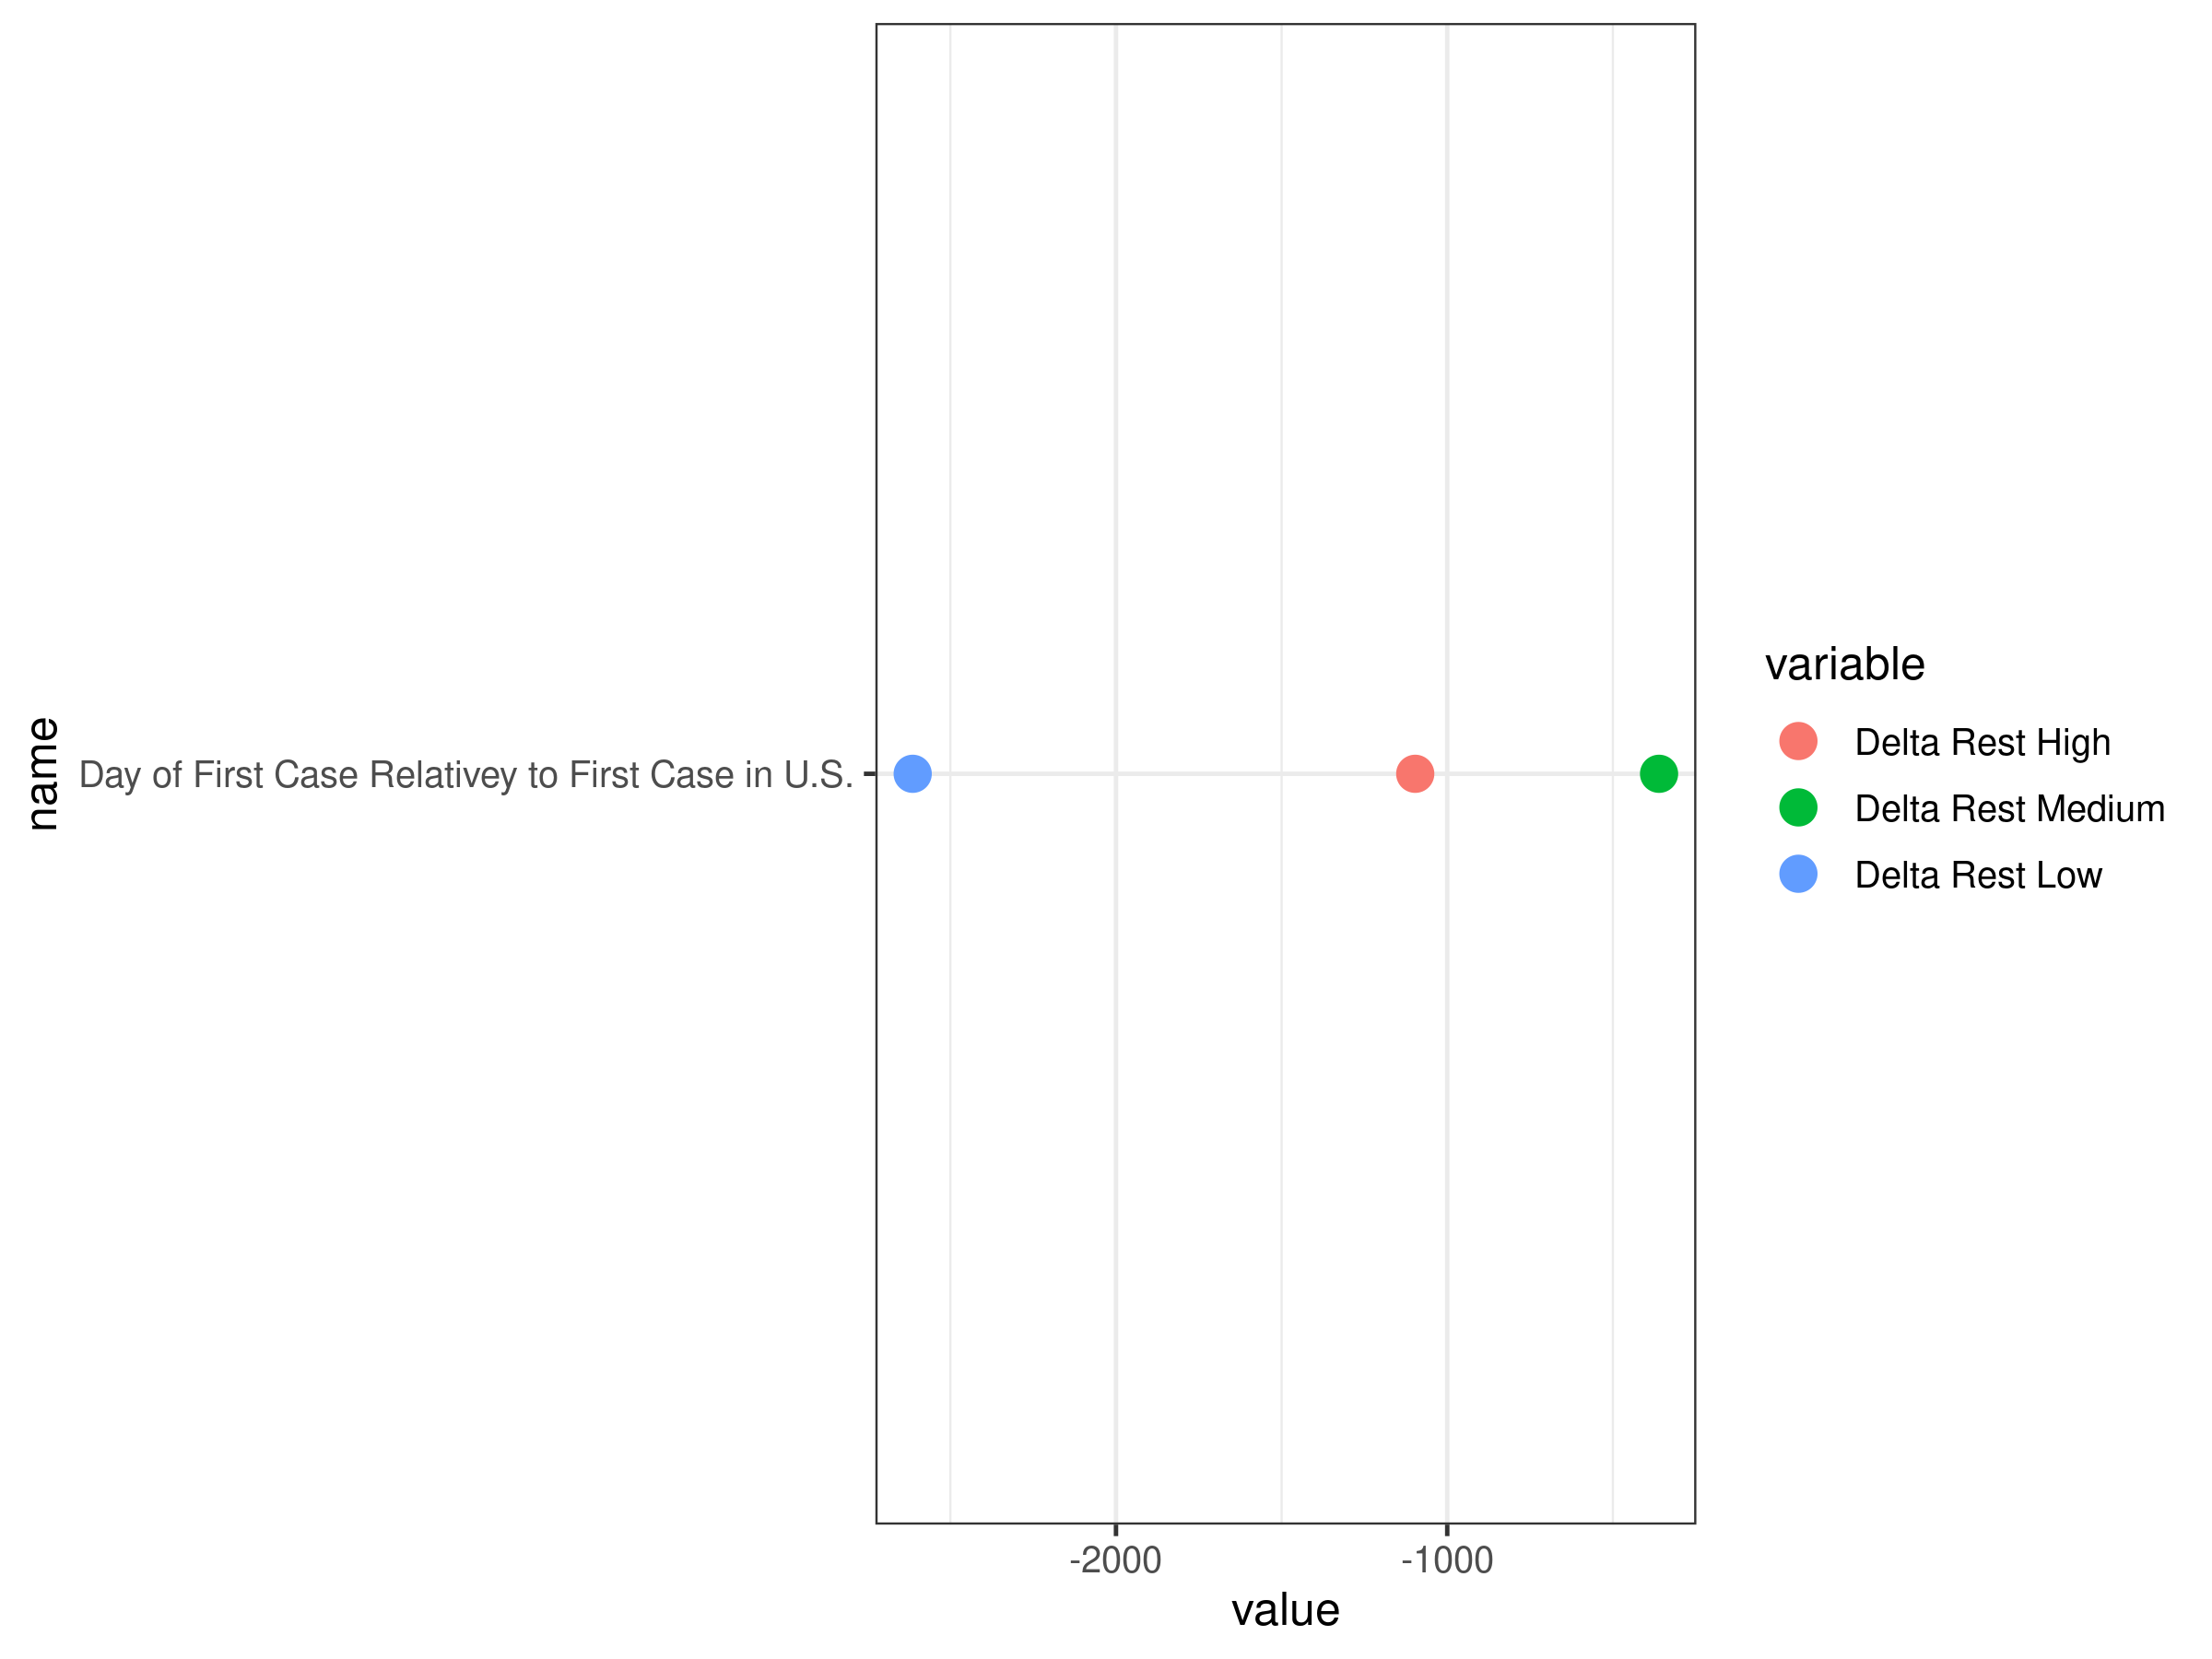 name
Day of First Case Relativey to First Case in U.S.
-2000
-1000
value
variable
Delta Rest High
Delta Rest Medium
Delta Rest Low